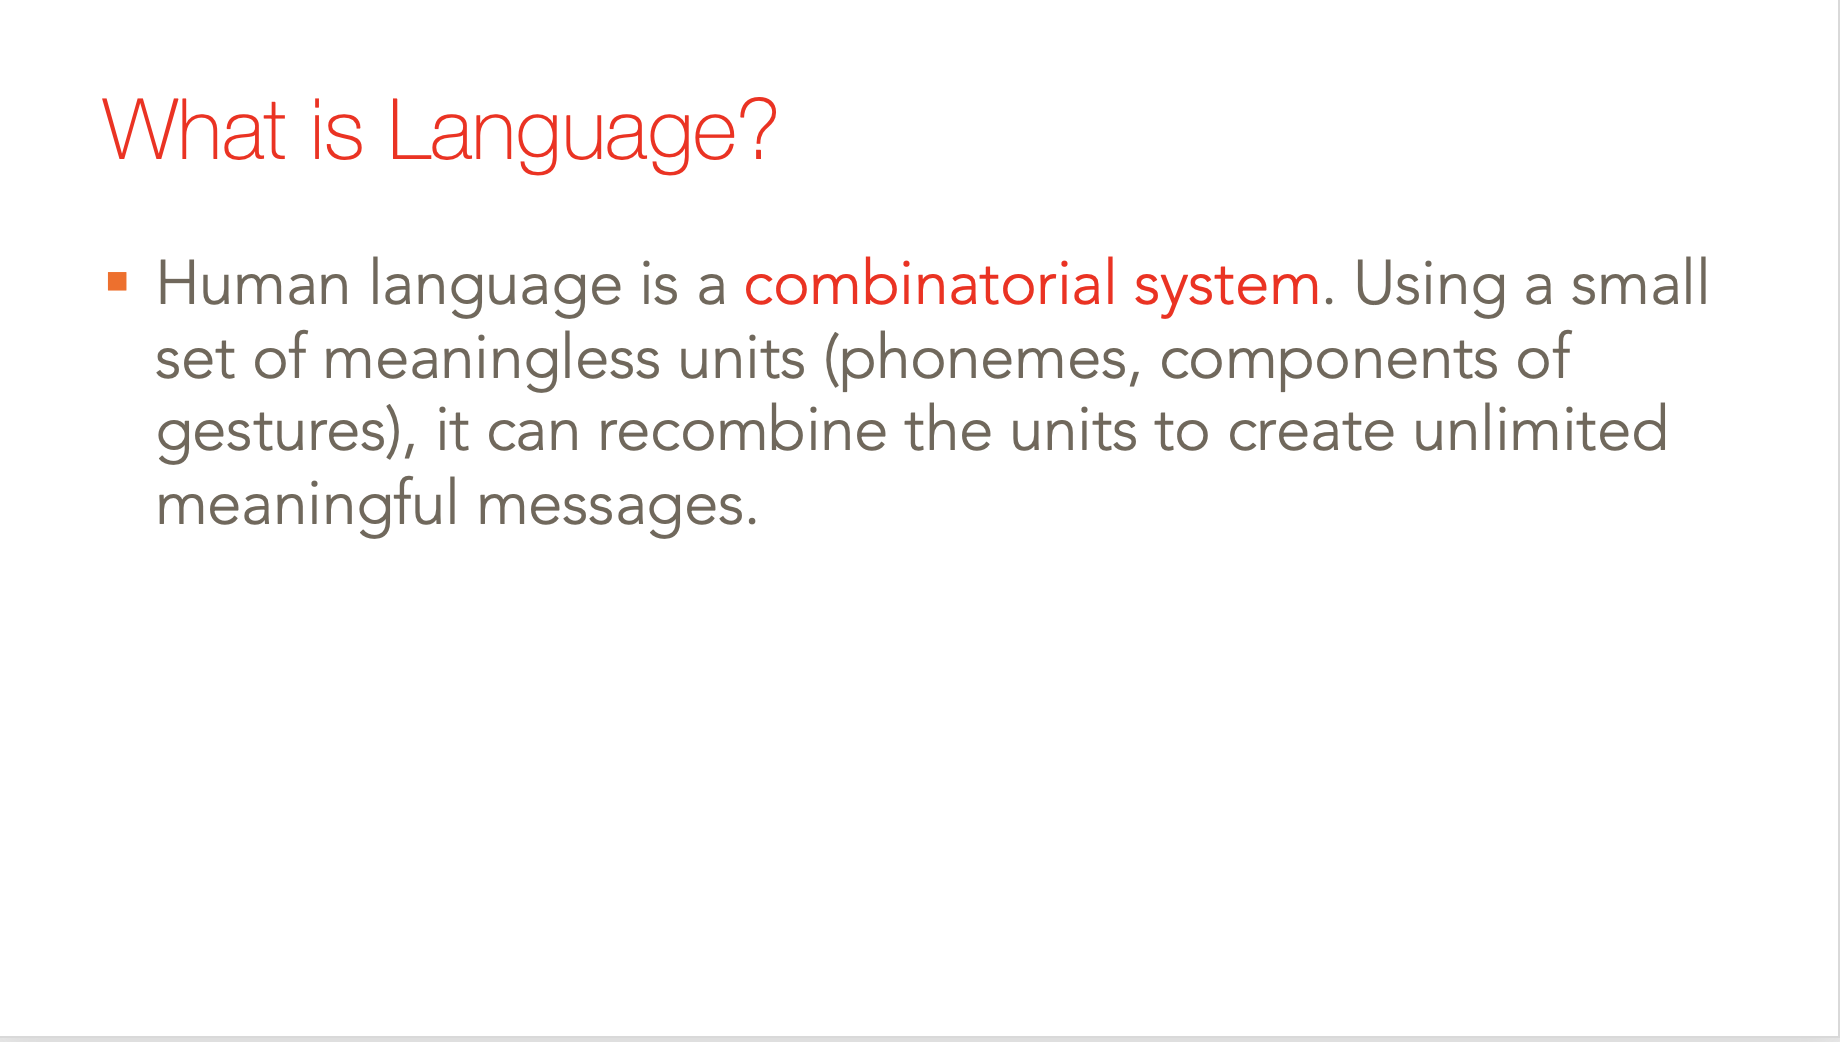 What is Language?
Human language is a combinatorial system. Using a small
set of meaningless units (phonemes, components of
gestures), it can recombine the units to create unlimited
meaningful messages.